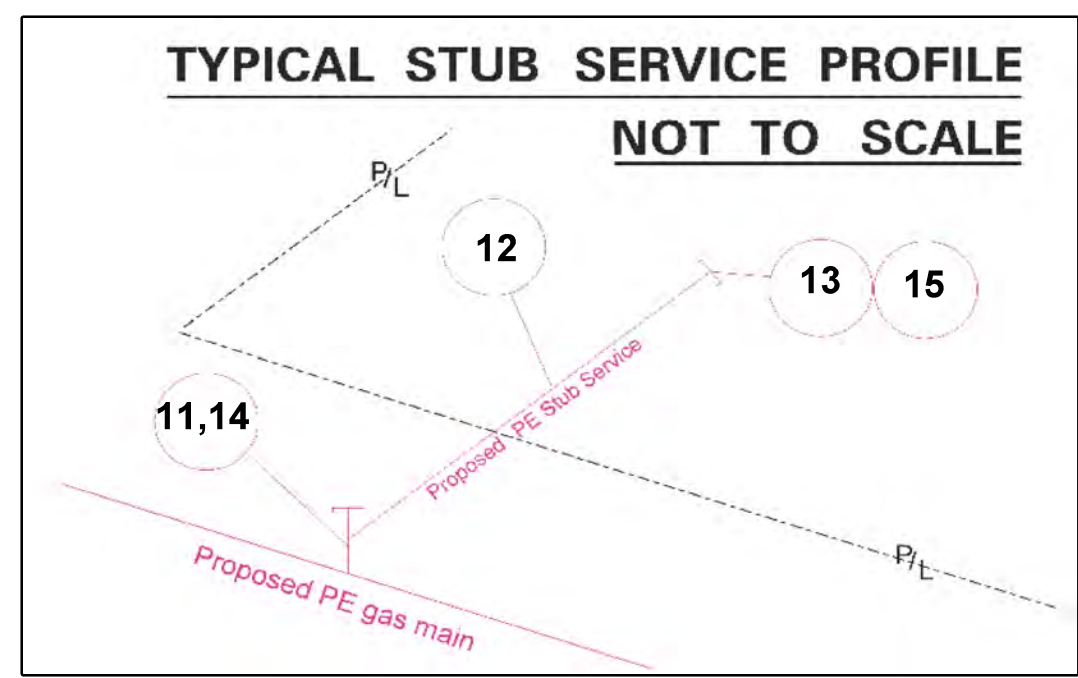 TYPICAL STUB SERVICE PROFILE
NOT TO SCALE
P/L
12
13
15
11,14
Proposed PE Stub Service
P/L
Proposed PE gas main